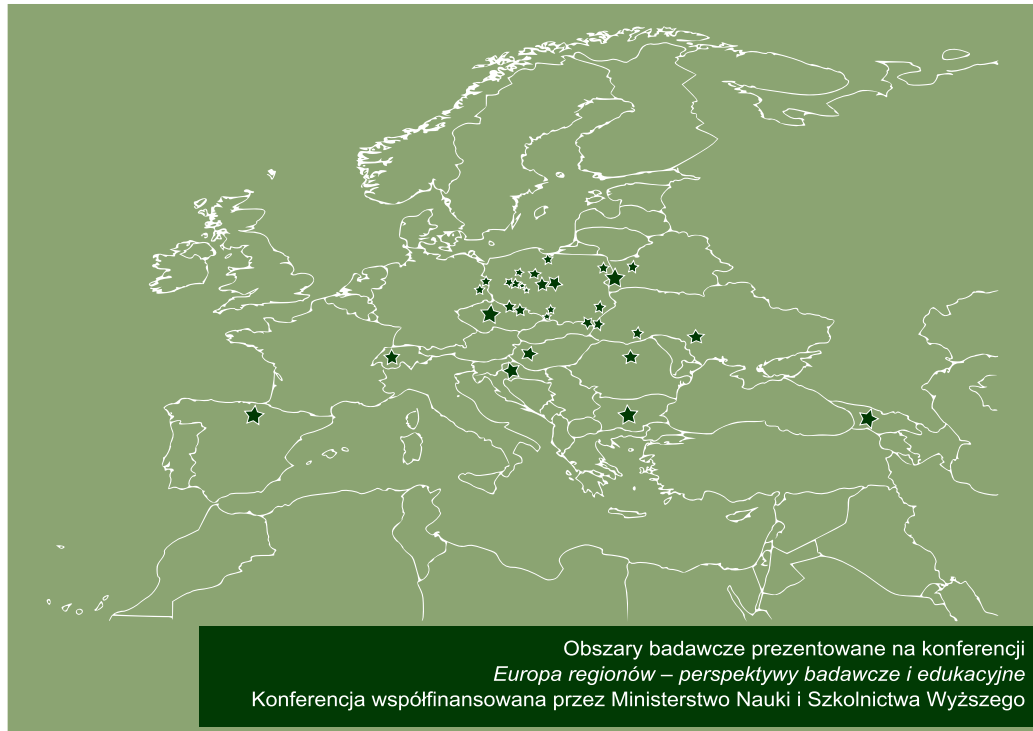 Obszary badawcze prezentowane na konferencji
Europa regionów – perspektywy badawcze i edukacyjne
Konferencja współfinansowana przez Ministerstwo Nauki i Szkolnictwa Wyższego